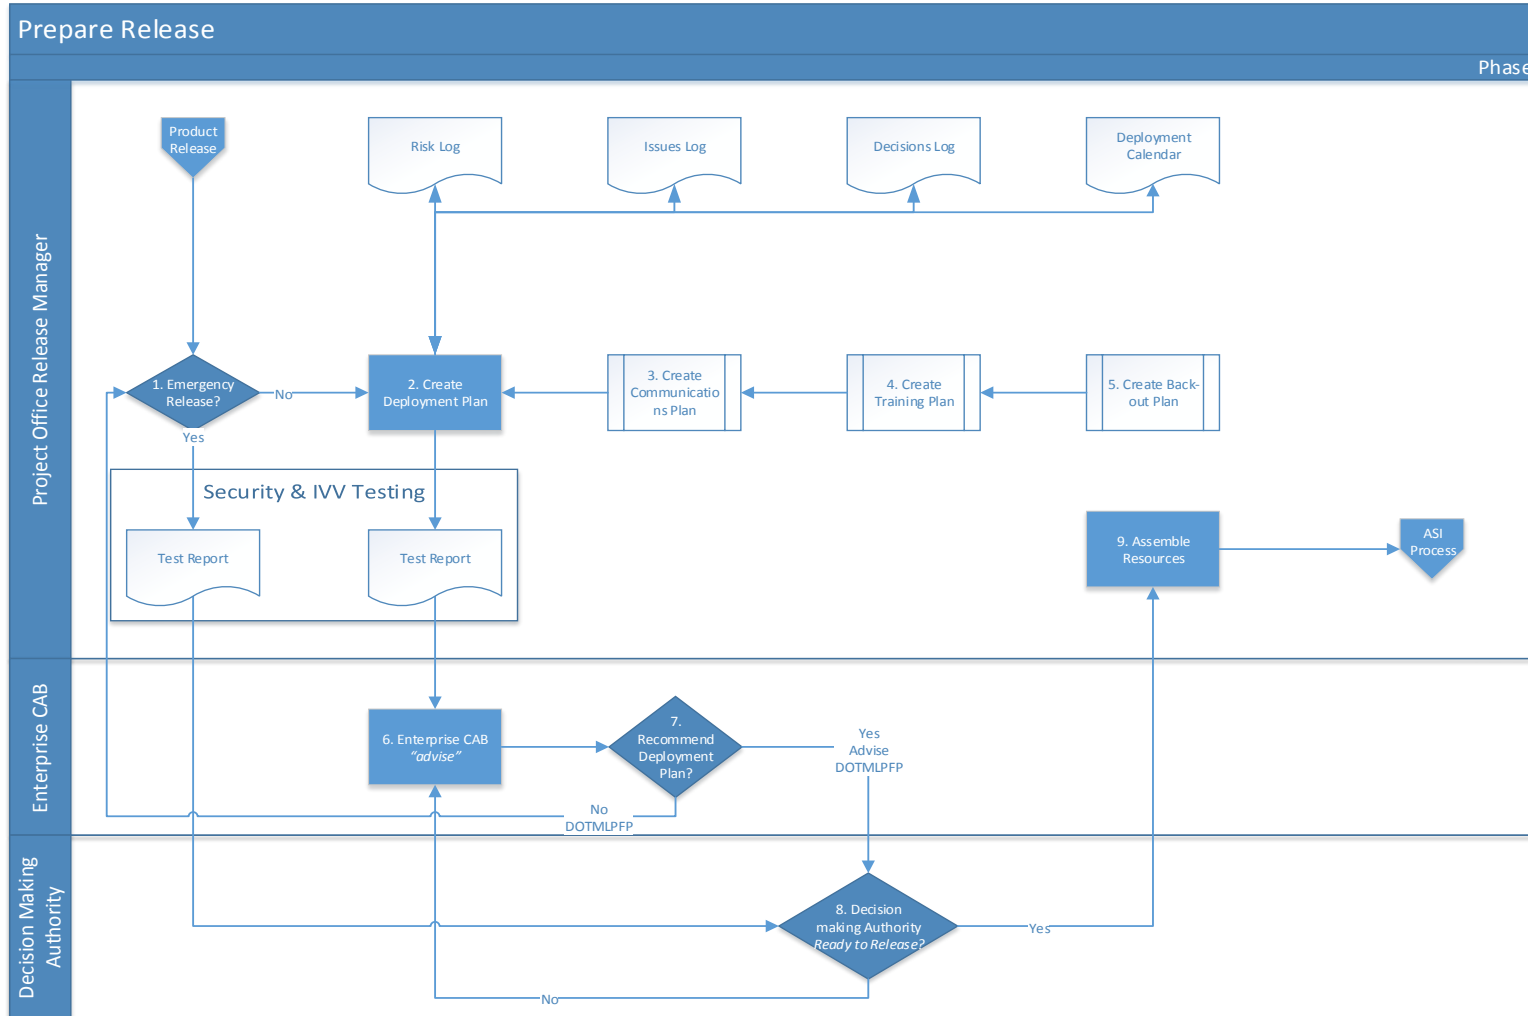 Prepare Release
Phase
Project Office Release Manager
Product
Release
Risk Log
Issues Log
Decisions Log
Deployment
Calendar
1. Emergency
Release?
No
2. Create
Deployment Plan
3. Create
Communicatio
ns Plan
4. Create
Training Plan
5. Create Back-
out Plan
Yes
Security & IVV Testing
Test Report
Test Report
9. Assemble
Resources
ASI
Process
Enterprise CAB
6. Enterprise CAB
“advise”
7.
Recommend
Deployment
Plan?
Yes
Advise
DOTMLPFP
No
DOTMLPFP
Decision Making
Authority
8. Decision
making Authority
Ready to Release?
Yes
No